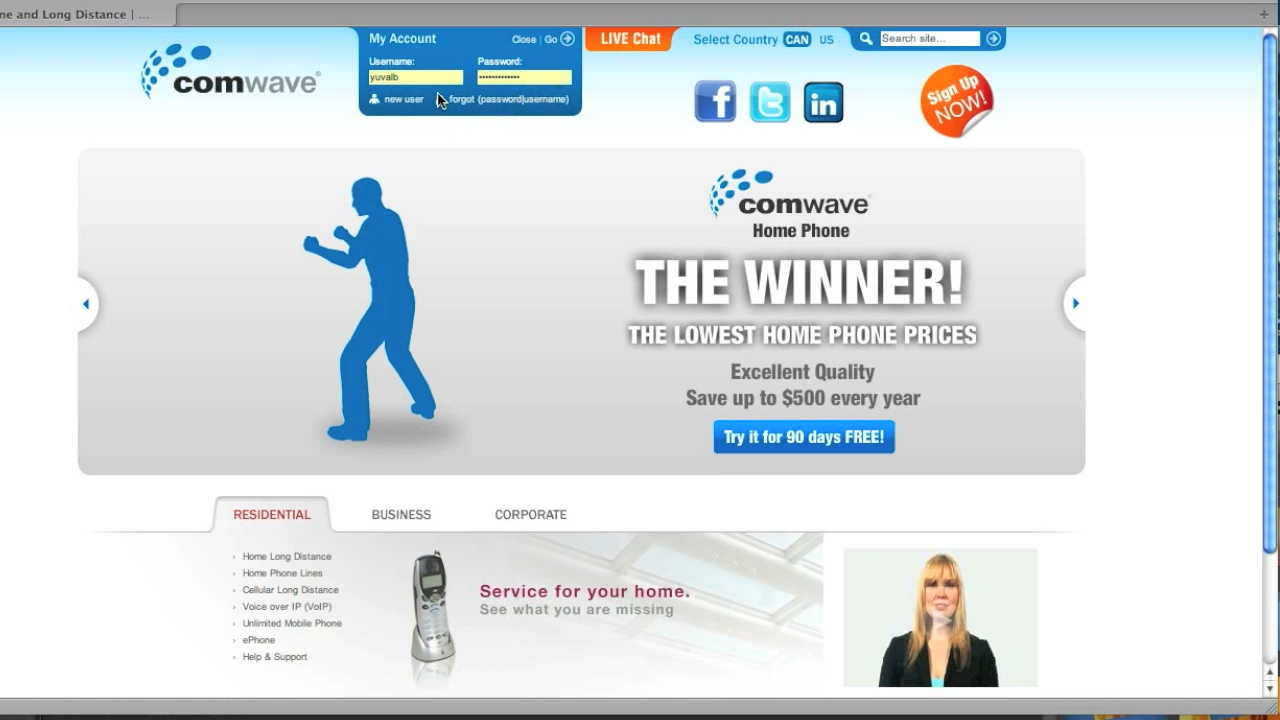 ne and Long Distance | ...
comwave
My Account
Close | Go
Username:
Password:
yuvalb
new user
forgot (password|username)
LIVE Chat
Select Country CAN US
Search site...
Sign Up
NOW!
comwave
Home Phone
THE WINNER!
THE LOWEST HOME PHONE PRICES
Excellent Quality
Save up to $500 every year
Try it for 90 days FREE!
RESIDENTIAL
BUSINESS
CORPORATE
Home Long Distance
Home Phone Lines
Cellular Long Distance
Voice over IP (VoIP)
Unlimited Mobile Phone
ePhone
Help & Support
Service for your home.
See what you are missing